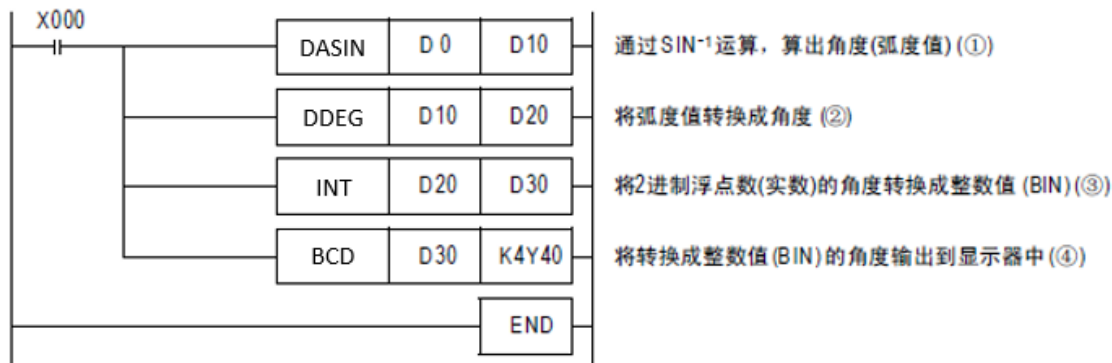 X000
DASIN D 0 D10 通过SIN⁻¹运算，算出角度(弧度值)(①)
DDEG D10 D20 将弧度值转换成角度(②)
INT D20 D30 将2进制浮点数(实数)的角度转换成整数值(BIN)(③)
BCD D30 K4Y40 将转换成整数值(BIN)的角度输出到显示器中(④)
END